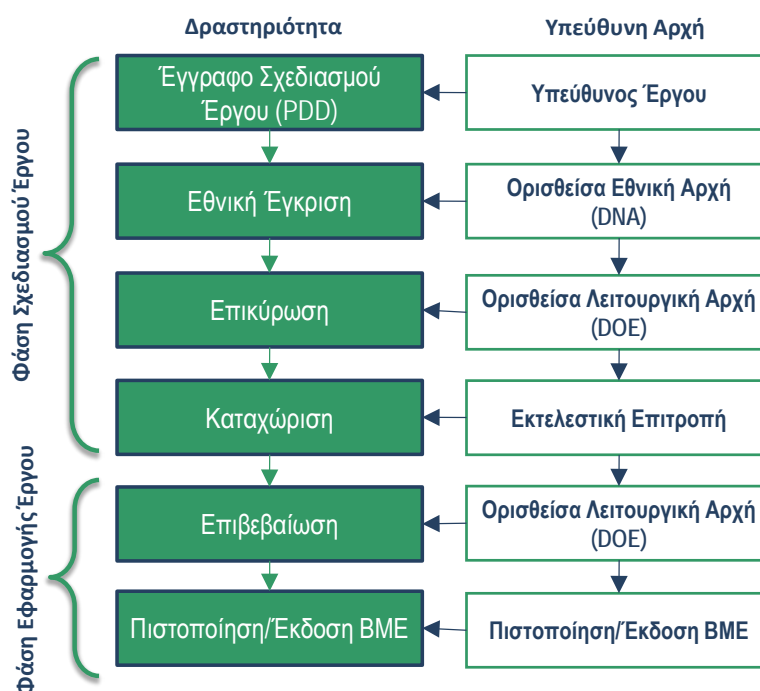 Δραστηριότητα
Υπεύθυνη Αρχή
Φάση Σχεδιασμού Έργου
Έγγραφο Σχεδιασμού
Έργου (PDD)
Υπεύθυνος Έργου
Εθνική Έγκριση
Ορισθείσα Εθνική Αρχή
(DNA)
Επικύρωση
Ορισθείσα Λειτουργική Αρχή
(DOE)
Καταχώριση
Εκτελεστική Επιτροπή
Φάση Εφαρμογής Έργου
Επιβεβαίωση
Ορισθείσα Λειτουργική Αρχή
(DOE)
Πιστοποίηση/Έκδοση ΒΜΕ
Πιστοποίηση/Έκδοση ΒΜΕ